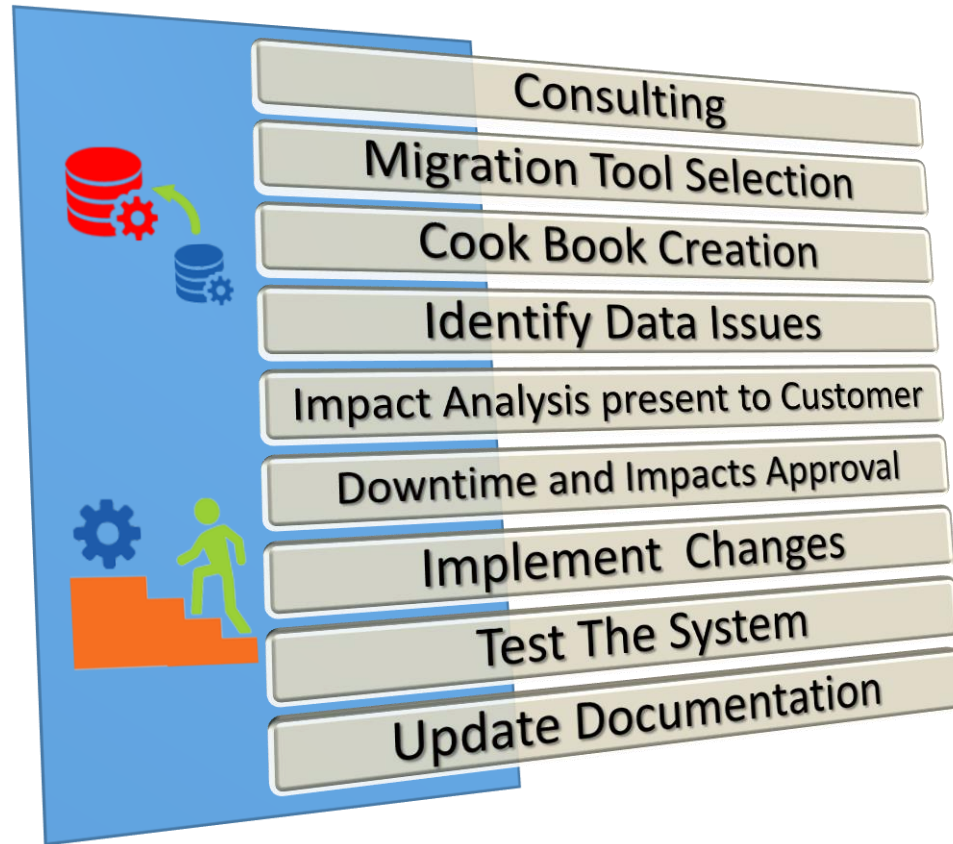 Consulting
Migration Tool Selection
Cook Book Creation
Identify Data Issues
Impact Analysis present to Customer
Downtime and Impacts Approval
Implement  Changes
Test The System
Update Documentation